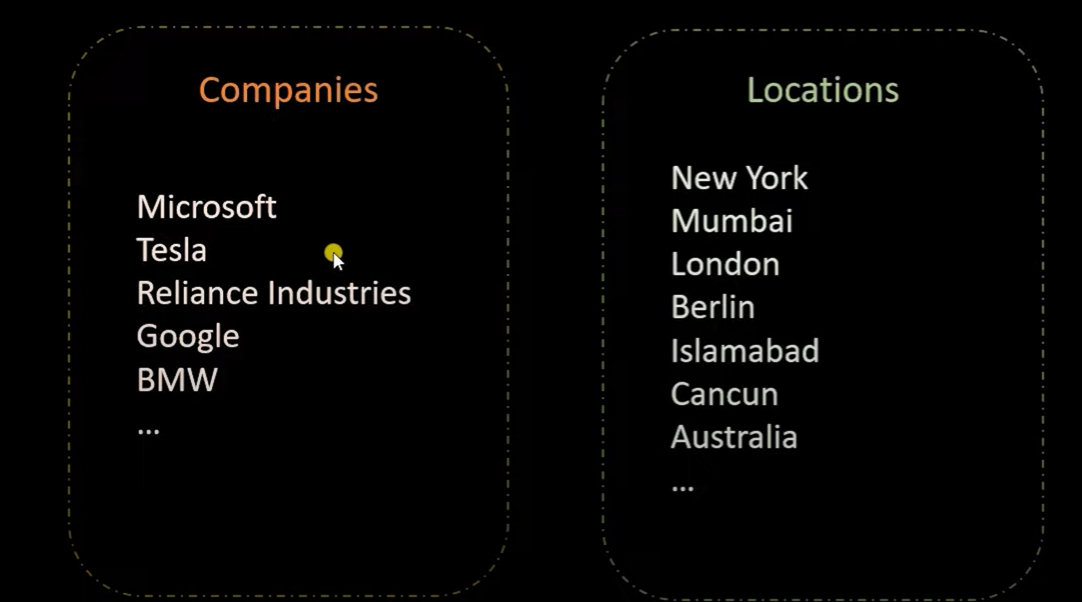 Companies
Microsoft
Tesla
Reliance Industries
Google
BMW
...
Locations
New York
Mumbai
London
Berlin
Islamabad
Cancun
Australia
...